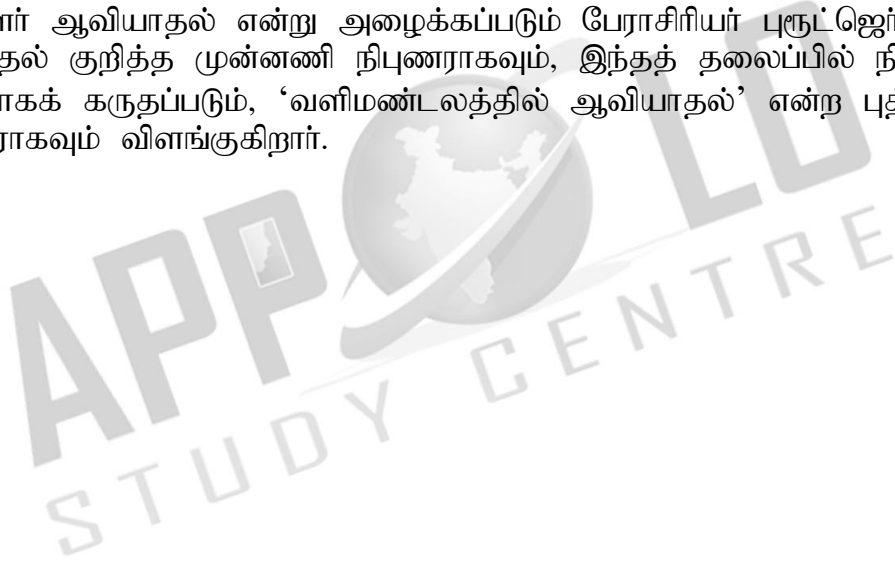 ளர் ஆவியாதல் என்று அழைக்கப்படும் பேராசிரியர் புரூட்ஜெர்
தல் குறித்த முன்னணி நிபுணராகவும், இந்தத் தலைப்பில் நி
ாகக் கருதப்படும், ‘வளிமண்டலத்தில் ஆவியாதல்’ என்ற புத்
ராகவும் விளங்குகிறார்.
APPOLO
STUDY CENTRE